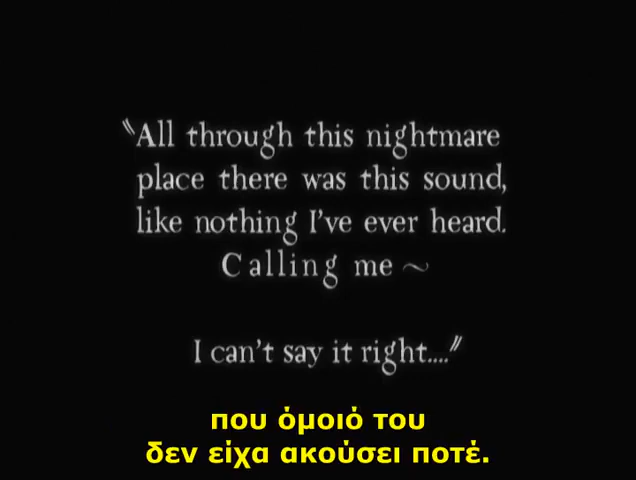 "All through this nightmare
place there was this sound,
like nothing I've ever heard.
Calling me ~
I can't say it right...."
που όμοιό του
δεν είχα ακούσει ποτέ.